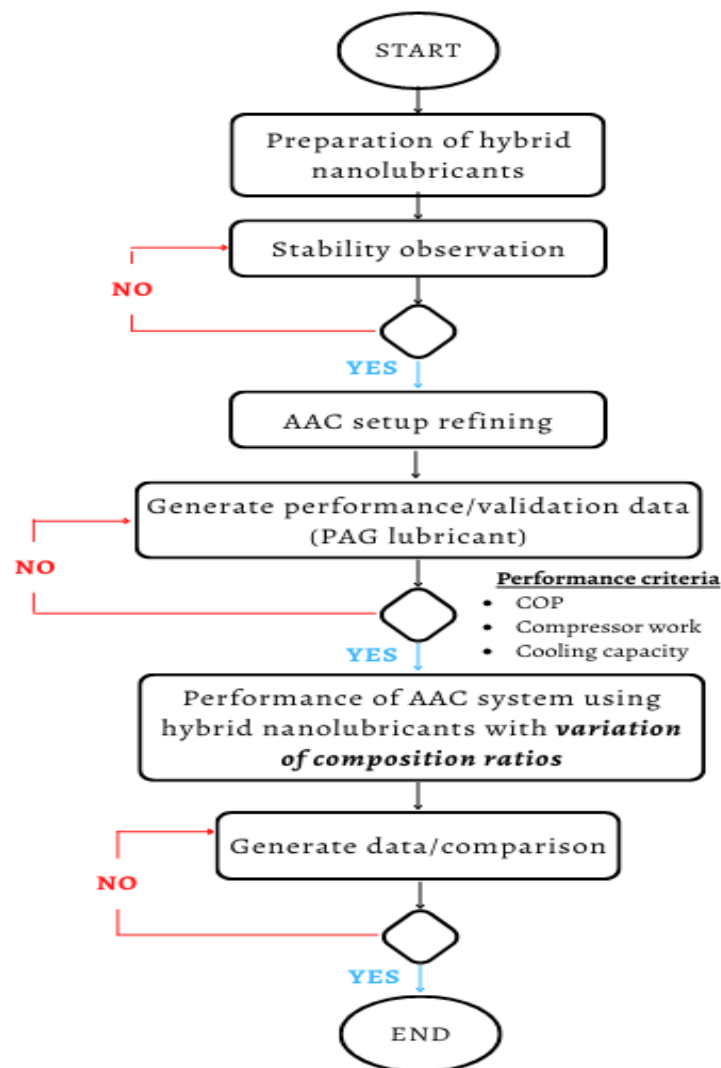 START
Preparation of hybrid
nanolubricants
Stability observation
NO
YES
AAC setup refining
Generate performance/validation data
(PAG lubricant)
NO
Performance criteria
• COP
• Compressor work
• Cooling capacity
YES
Performance of AAC system using
hybrid nanolubricants with variation
of composition ratios
Generate data/comparison
NO
YES
END